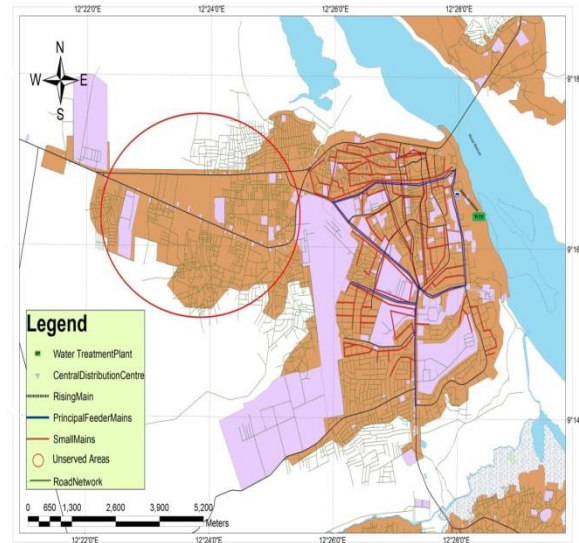 12°22'0"E 12°24'0"E 12°26'0"E 12°28'0"E
N
W E
S
9°18
9°16
9°14
Legend
Water TreatmentPlant
CentralDistributionCentre
RisingMain
PrincipalFeederMains
SmallMains
Unserved Areas
RoadNetwork
0 650 1,300 2,600 3,900 5,200
Meters
12°22'0"E 12°24'0"E 12°26'0"E 12°28'0"E